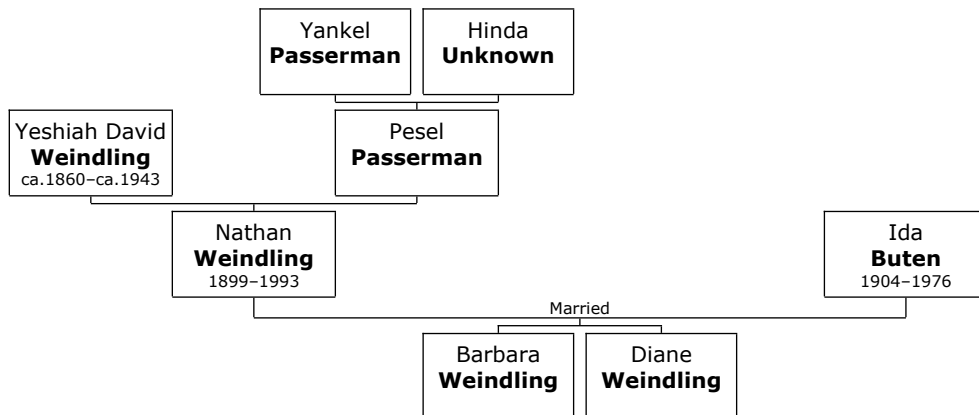 Yankel
Passerman
Hinda
Unknown
Yeshiah David
Weindling
ca.1860–ca.1943
Pesel
Passerman
Nathan
Weindling
1899–1993
Ida
Buten
1904–1976
Married
Barbara
Weindling
Diane
Weindling